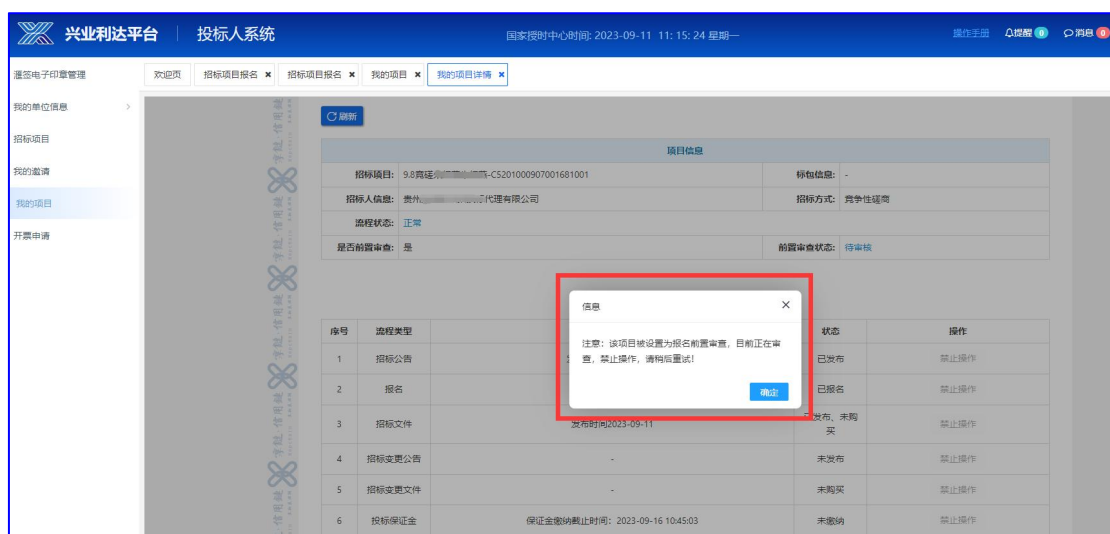 兴业利达平台 投标人系统 国家授时中心时间: 2023-09-11 11:15:24 星期一 操作手册 提醒 0 消息 0
欢迎页 招标项目报名 × 招标项目报名 × 我的项目 × 我的项目详情 ×
电子印章管理
我的单位信息
招标项目
我的邀请
我的项目
开票申请
刷新
项目信息
招标项目: 9.8竞磋 -C5201000907001681001 标包信息: -
招标人信息: 贵州 代理有限公司 招标方式: 竞争性磋商
流程状态: 正常
是否前置审查: 是 前置审查状态: 待审核
信息 ×
注意：该项目被设置为报名前置审查，目前正在审
查，禁止操作，请稍后重试！
确定
序号 流程类型 状态 操作
1 招标公告 已发布 禁止操作
2 报名 已报名 禁止操作
3 招标文件 发布时间2023-09-11 已发布、未购
买 禁止操作
4 招标变更公告 - 未发布 禁止操作
5 招标变更文件 - 未购买 禁止操作
6 投标保证金 保证金缴纳截止时间：2023-09-16 10:45:03 未缴纳 禁止操作